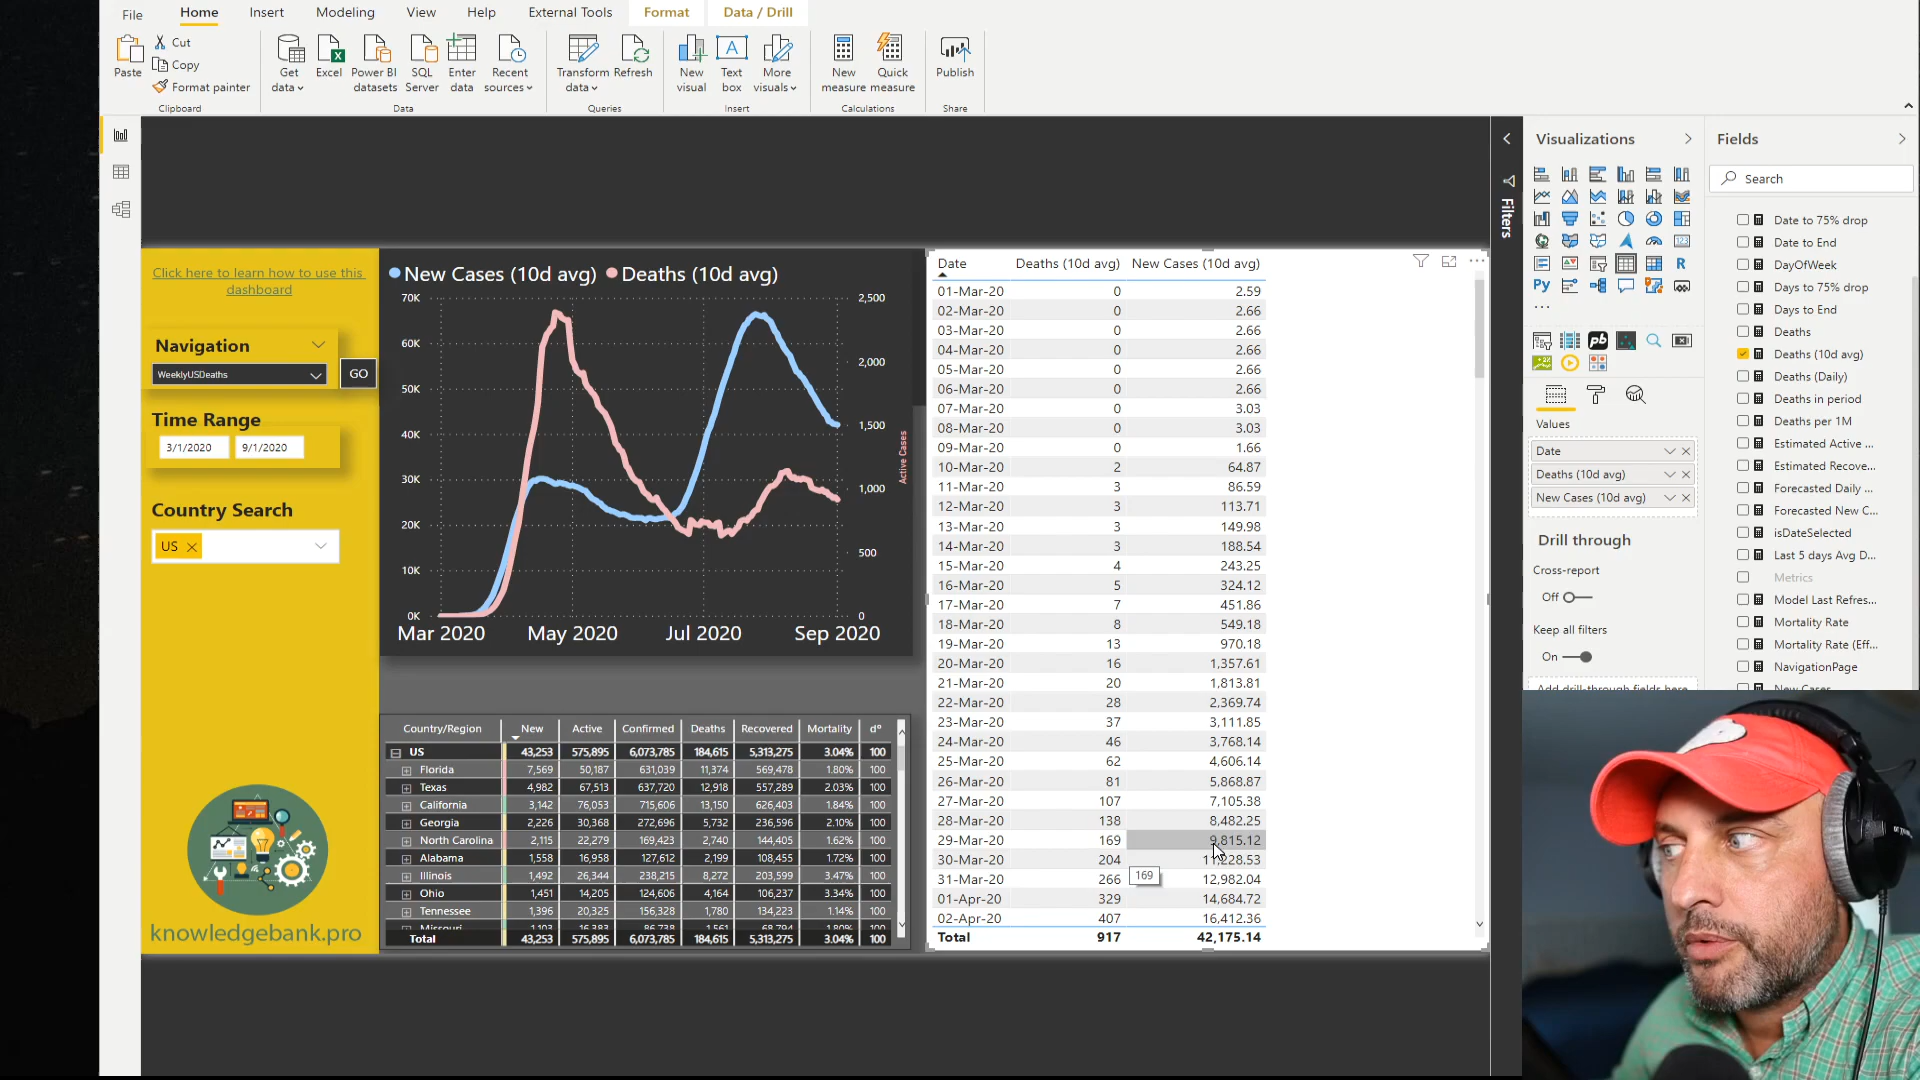 File
Home
Insert
Modeling
View
Help
External Tools
Format
Data / Drill
Paste
Cut
Copy
Format painter
Clipboard
Get data
Excel
Power BI datasets
SQL Server
Enter data
Recent sources
Data
Transform data
Refresh
Queries
New visual
Text box
More visuals
Insert
New measure
Quick measure
Calculations
Publish
Share
Click here to learn how to use this
dashboard
Navigation
WeeklyUSDeaths
GO
Time Range
3/1/2020 9/1/2020
Country Search
US
knowledgebank.pro
New Cases (10d avg) Deaths (10d avg)
70K
60K
50K
40K
30K
20K
10K
0K
2,500
2,000
1,500
1,000
500
0
Active Cases
Mar 2020 May 2020 Jul 2020 Sep 2020
Country/Region New Active Confirmed Deaths Recovered Mortality d°
US 43,253 575,895 6,073,785 184,615 5,313,275 3.04% 100
Florida 7,569 50,187 631,039 11,374 569,478 1.80% 100
Texas 4,982 67,513 637,720 12,918 557,289 2.03% 100
California 3,142 76,053 715,606 13,150 626,403 1.84% 100
Georgia 2,226 30,368 272,696 5,732 236,596 2.10% 100
North Carolina 2,115 22,279 169,423 2,740 144,405 1.62% 100
Alabama 1,558 16,958 127,612 2,199 108,455 1.72% 100
Illinois 1,492 26,344 238,215 8,272 203,599 3.47% 100
Ohio 1,451 14,205 124,606 4,164 106,237 3.34% 100
Tennessee 1,396 20,325 156,328 1,780 134,223 1.14% 100
Total 43,253 575,895 6,073,785 184,615 5,313,275 3.04% 100
Date Deaths (10d avg) New Cases (10d avg)
01-Mar-20 0 2.59
02-Mar-20 0 2.66
03-Mar-20 0 2.66
04-Mar-20 0 2.66
05-Mar-20 0 2.66
06-Mar-20 0 2.66
07-Mar-20 0 3.03
08-Mar-20 0 3.03
09-Mar-20 0 1.66
10-Mar-20 2 64.87
11-Mar-20 3 86.59
12-Mar-20 3 113.71
13-Mar-20 3 149.98
14-Mar-20 3 188.54
15-Mar-20 4 243.25
16-Mar-20 5 324.12
17-Mar-20 7 451.86
18-Mar-20 8 549.18
19-Mar-20 13 970.18
20-Mar-20 16 1,357.61
21-Mar-20 20 1,813.81
22-Mar-20 28 2,369.74
23-Mar-20 37 3,111.85
24-Mar-20 46 3,768.14
25-Mar-20 62 4,606.14
26-Mar-20 81 5,868.87
27-Mar-20 107 7,105.38
28-Mar-20 138 8,482.25
29-Mar-20 169 9,815.12
30-Mar-20 204 11,228.53
31-Mar-20 266 12,982.04
01-Apr-20 329 14,684.72
02-Apr-20 407 16,412.36
Total 917 42,175.14
169
Filters
Visualizations
R
Py
pb
Values
Date
Deaths (10d avg)
New Cases (10d avg)
Drill through
Cross-report
Off
Keep all filters
On
Add drill-through fields here
Fields
Search
Date to 75% drop
Date to End
DayOfWeek
Days to 75% drop
Days to End
Deaths
Deaths (10d avg)
Deaths (Daily)
Deaths in period
Deaths per 1M
Estimated Active ...
Estimated Recove...
Forecasted Daily ...
Forecasted New C...
isDateSelected
Last 5 days Avg D...
Metrics
Model Last Refres...
Mortality Rate
Mortality Rate (Eff...
NavigationPage